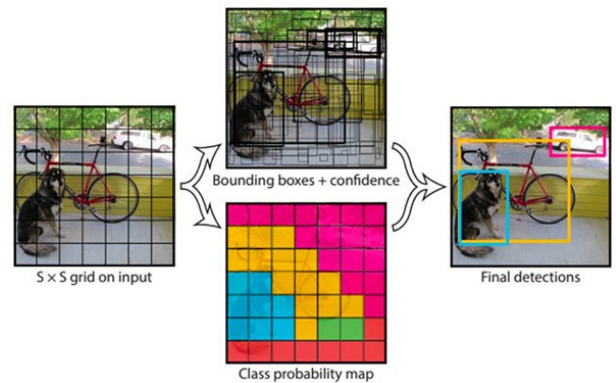 S × S grid on input
Bounding boxes + confidence
Class probability map
Final detections